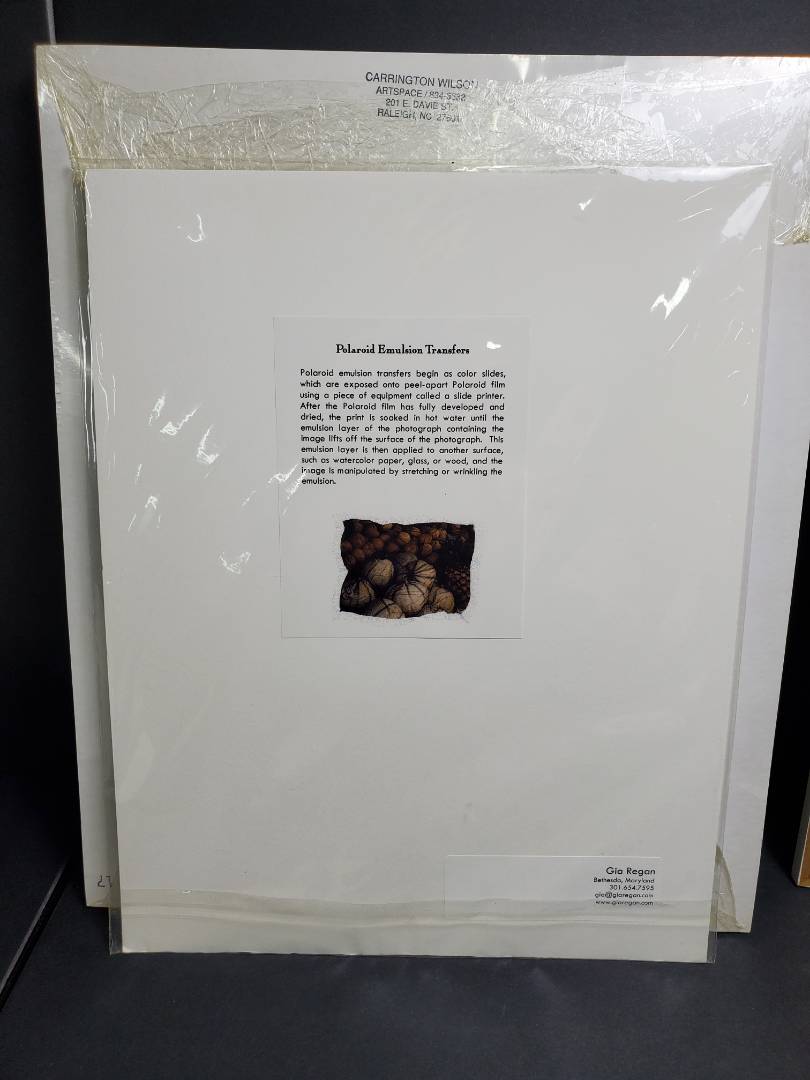 CARRINGTON WILSON
ARTSPACE / 834-5582
201 E. DAVIE ST.
RALEIGH, NC 27601
Polaroid Emulsion Transfers
Polaroid emulsion transfers begin as color slides,
which are exposed onto peel-apart Polaroid film
using a piece of equipment called a slide printer.
After the Polaroid film has fully developed and
dried, the print is soaked in hot water until the
emulsion layer of the photograph containing the
image lifts off the surface of the photograph. This
emulsion layer is then applied to another surface,
such as watercolor paper, glass, or wood, and the
image is manipulated by stretching or wrinkling the
emulsion.
Gia Regan
Bethesda, Maryland
301.654.7595
gia@giaregan.com
www.giaregan.com